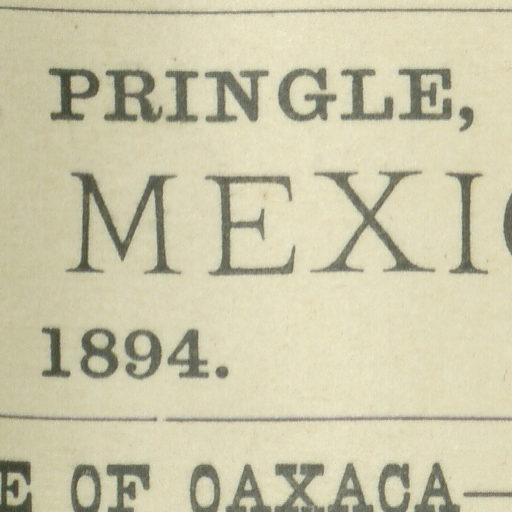 PRINGLE,
MEXI
1894.
E OF OAXACA—